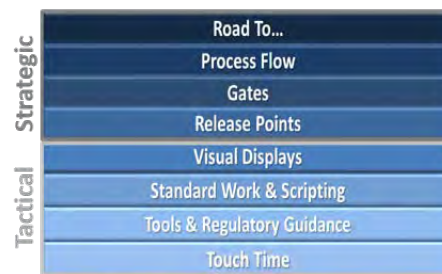 Strategic
Road To...
Process Flow
Gates
Release Points
Tactical
Visual Displays
Standard Work & Scripting
Tools & Regulatory Guidance
Touch Time